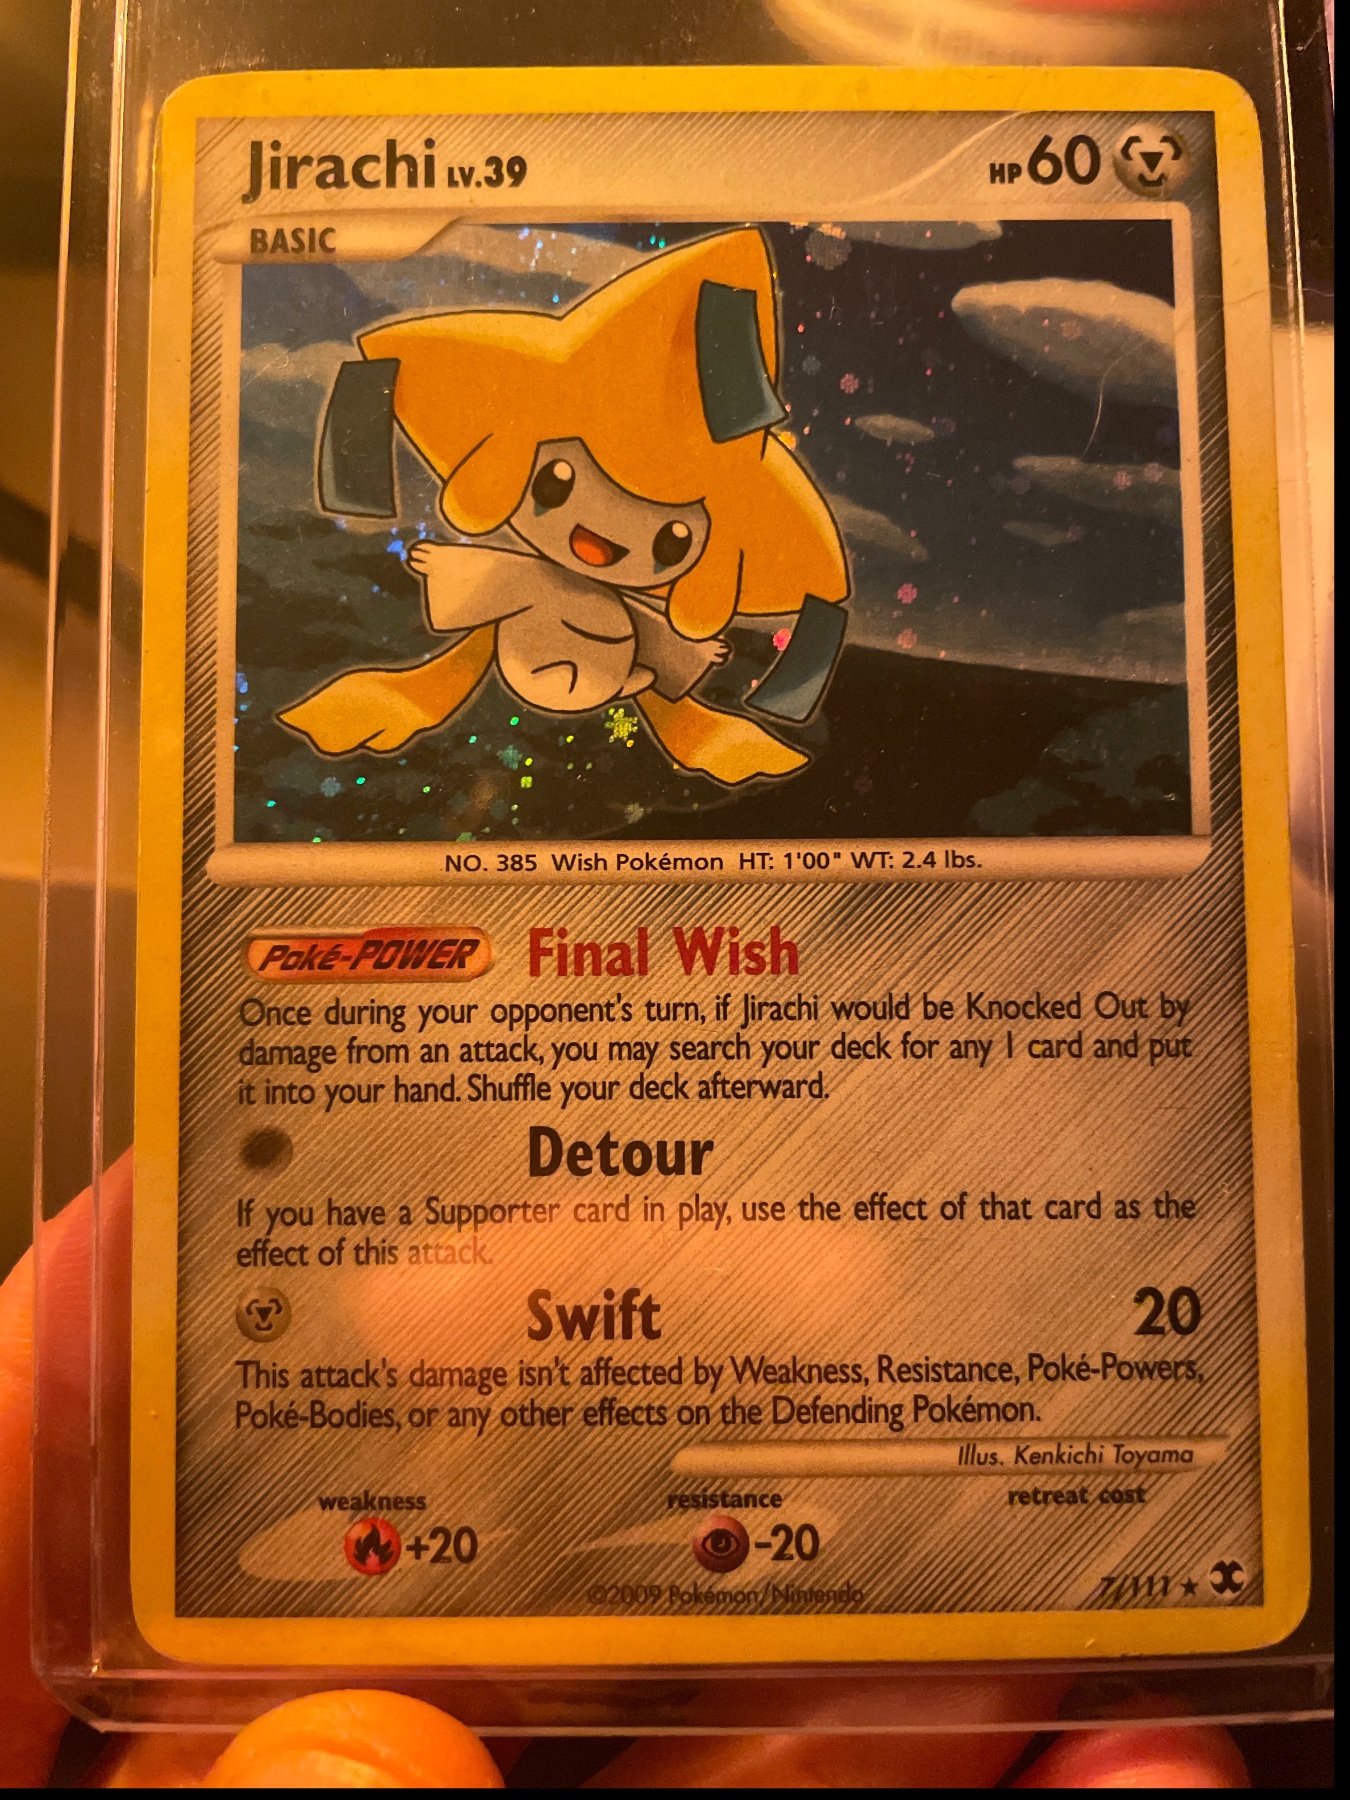 Jirachi LV.39 HP 60
BASIC
NO. 385 Wish Pokémon HT: 1'00" WT: 2.4 lbs.
Poké-POWER Final Wish
Once during your opponent's turn, if Jirachi would be Knocked Out by
damage from an attack, you may search your deck for any 1 card and put
it into your hand. Shuffle your deck afterward.
Detour
If you have a Supporter card in play, use the effect of that card as the
effect of this attack.
Swift 20
This attack's damage isn't affected by Weakness, Resistance, Poké-Powers,
Poké-Bodies, or any other effects on the Defending Pokémon.
Illus. Kenkichi Toyama
weakness resistance retreat cost
+20 -20
©2009 Pokémon/Nintendo 7/111 ★